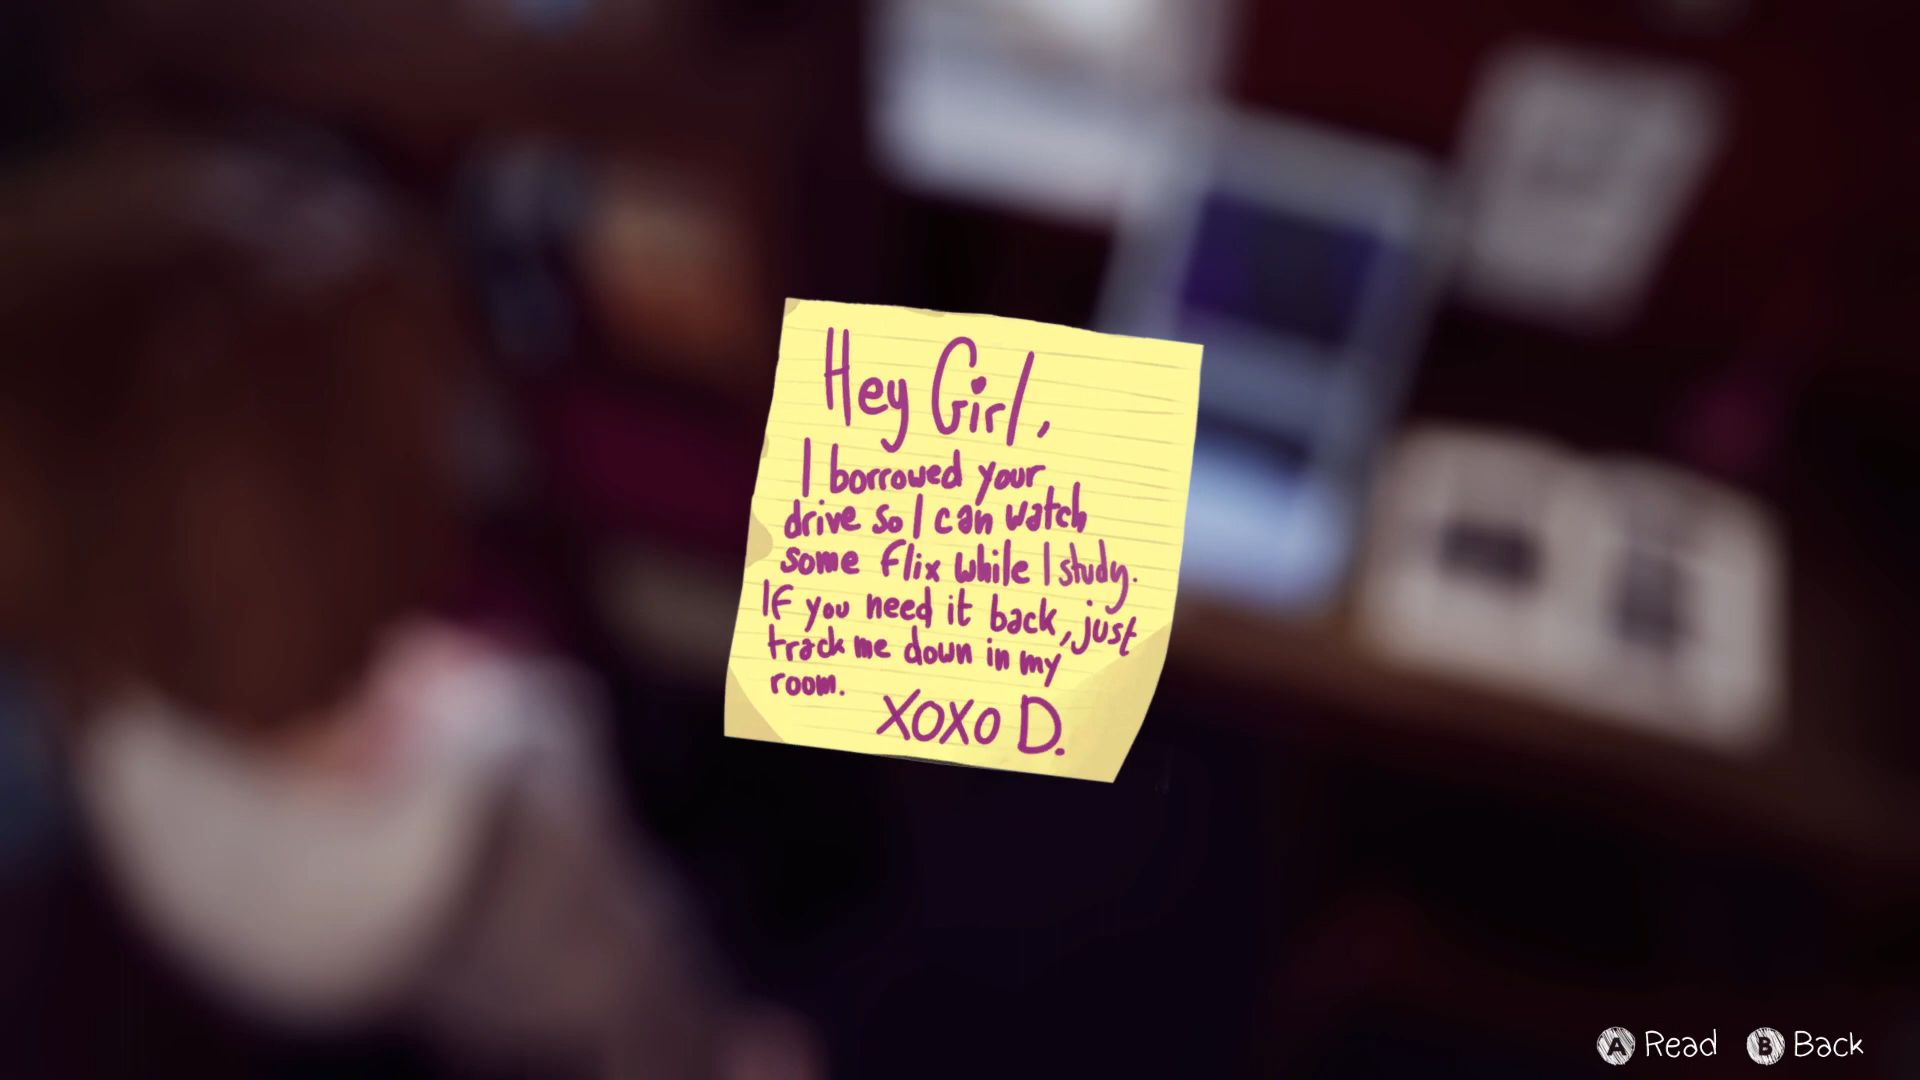 Hey Girl,
I borrowed your
drive so I can watch
some flix while I study.
If you need it back, just
track me down in my
room.
XOXO D.
A Read B Back